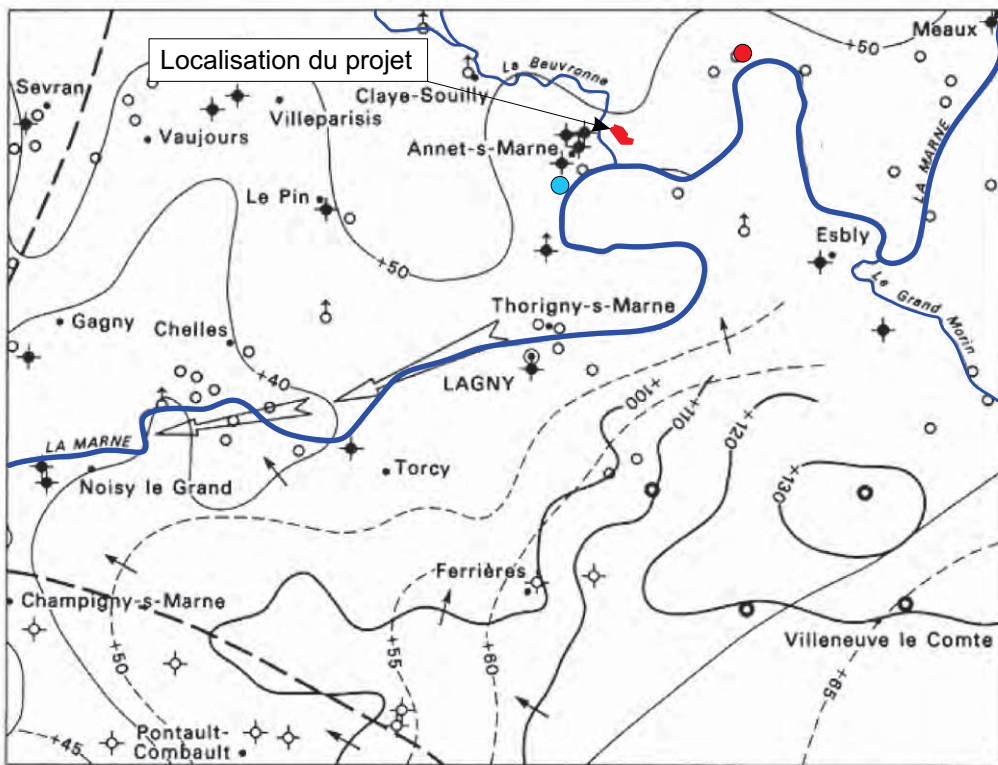 Meaux
+50
Localisation du projet
La Beuvronne
Claye-Souilly
Sevran
Villeparisis
Vaujours
Annet-s-Marne
LA MARNE
Le Pin
+50
Esbly
Le Grand Morin
Thorigny-s-Marne
Gagny
Chelles
LAGNY
+40
+100
+110
+120
+130
LA MARNE
Torcy
Noisy le Grand
Ferrières
Champigny-s-Marne
Villeneuve le Comte
+50
+55
+60
+65
Pontault-
Combault
+45